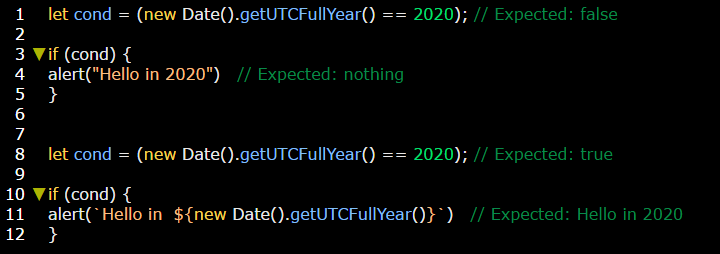 1 let cond = (new Date().getUTCFullYear() == 2020); // Expected: false
2
3 if (cond) {
4 alert("Hello in 2020")   // Expected: nothing
5 }
6
7
8 let cond = (new Date().getUTCFullYear() == 2020); // Expected: true
9
10 if (cond) {
11 alert(`Hello in  ${new Date().getUTCFullYear()}`)   // Expected: Hello in 2020
12 }